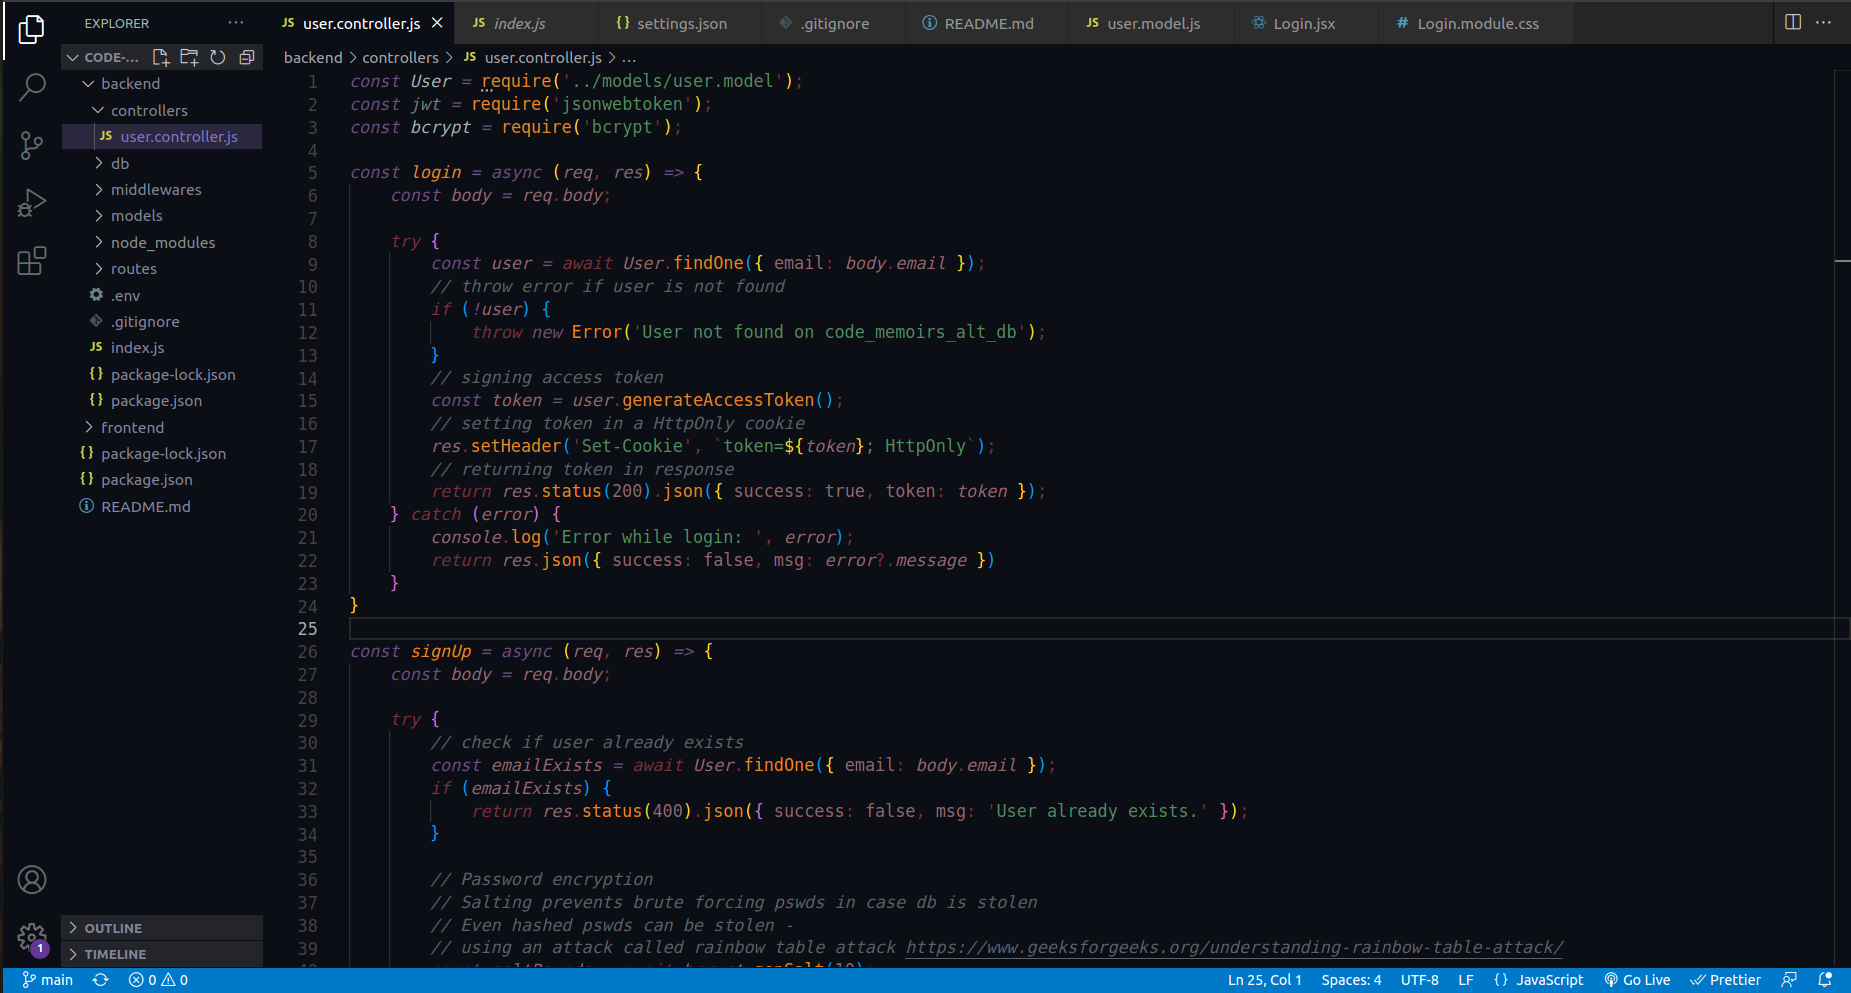 EXPLORER
user.controller.js
index.js
settings.json
.gitignore
README.md
user.model.js
Login.jsx
Login.module.css
CODE-...
backend > controllers > JS user.controller.js > ...
backend
controllers
JS user.controller.js
db
middlewares
models
node_modules
routes
.env
.gitignore
JS index.js
{} package-lock.json
{} package.json
frontend
{} package-lock.json
{} package.json
README.md
OUTLINE
TIMELINE
1 const User = require('../models/user.model');
2 const jwt = require('jsonwebtoken');
3 const bcrypt = require('bcrypt');
4
5 const login = async (req, res) => {
6     const body = req.body;
7
8     try {
9         const user = await User.findOne({ email: body.email });
10         // throw error if user is not found
11         if (!user) {
12             throw new Error('User not found on code_memoirs_alt_db');
13         }
14         // signing access token
15         const token = user.generateAccessToken();
16         // setting token in a HttpOnly cookie
17         res.setHeader('Set-Cookie', `token=${token}; HttpOnly`);
18         // returning token in response
19         return res.status(200).json({ success: true, token: token });
20     } catch (error) {
21         console.log('Error while login: ', error);
22         return res.json({ success: false, msg: error?.message })
23     }
24 }
25
26 const signUp = async (req, res) => {
27     const body = req.body;
28
29     try {
30         // check if user already exists
31         const emailExists = await User.findOne({ email: body.email });
32         if (emailExists) {
33             return res.status(400).json({ success: false, msg: 'User already exists.' });
34         }
35
36         // Password encryption
37         // Salting prevents brute forcing pswds in case db is stolen
38         // Even hashed pswds can be stolen -
39         // using an attack called rainbow table attack https://www.geeksforgeeks.org/understanding-rainbow-table-attack/
1
main 0 0 Ln 25, Col 1 Spaces: 4 UTF-8 LF {} JavaScript Go Live Prettier